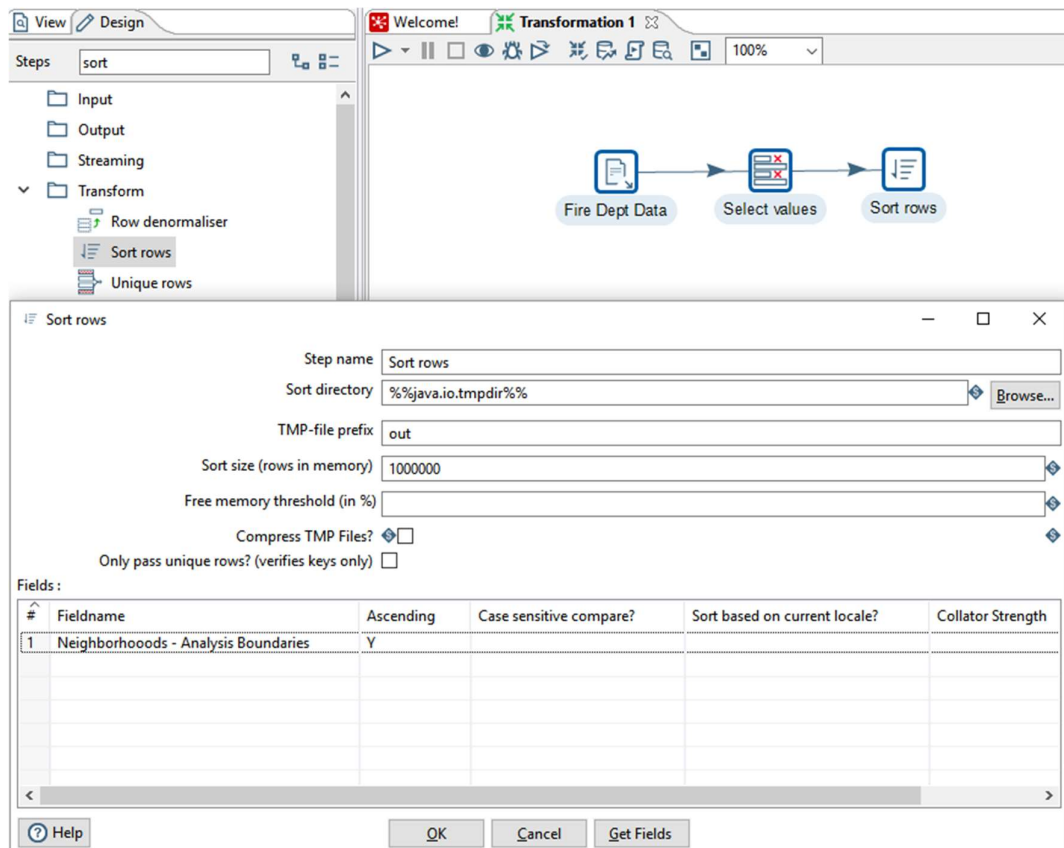 View Design
Steps sort
Input
Output
Streaming
Transform
Row denormaliser
Sort rows
Unique rows
Welcome! Transformation 1
100%
Fire Dept Data Select values Sort rows
Sort rows
Step name Sort rows
Sort directory %%java.io.tmpdir%% Browse...
TMP-file prefix out
Sort size (rows in memory) 1000000
Free memory threshold (in %)
Compress TMP Files?
Only pass unique rows? (verifies keys only)
Fields :
# Fieldname Ascending Case sensitive compare? Sort based on current locale? Collator Strength
1 Neighborhooods - Analysis Boundaries Y
Help OK Cancel Get Fields